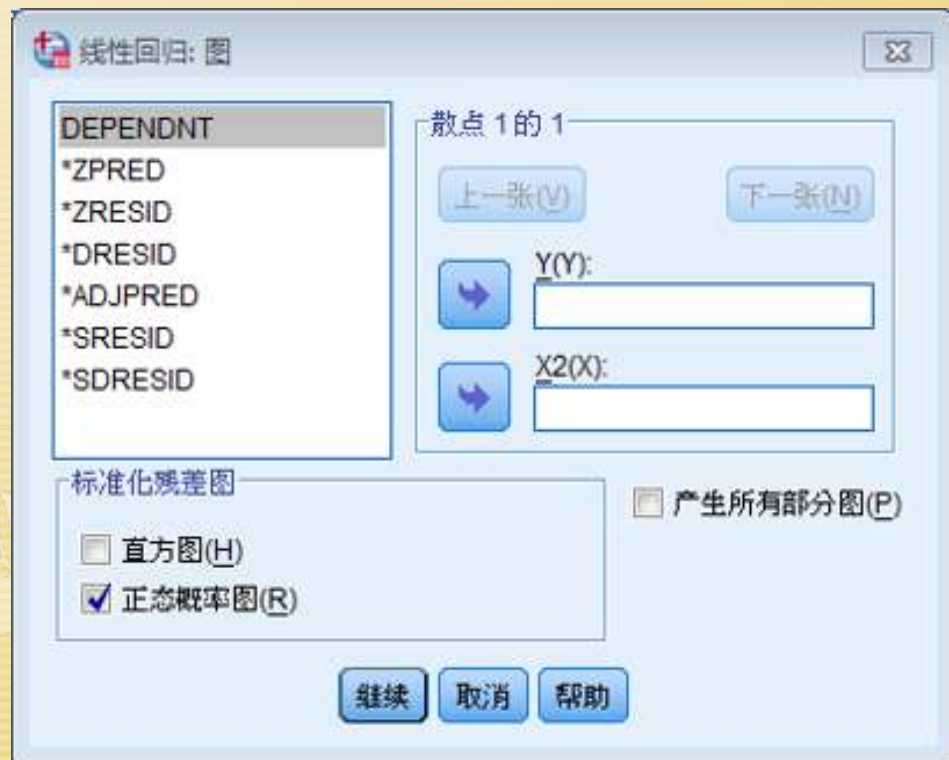 线性回归: 图
DEPENDNT
*ZPRED
*ZRESID
*DRESID
*ADJPRED
*SRESID
*SDRESID
散点 1 的 1
上一张(V)
下一张(N)
Y(Y):
X2(X):
标准化残差图
直方图(H)
正态概率图(R)
产生所有部分图(P)
继续
取消
帮助